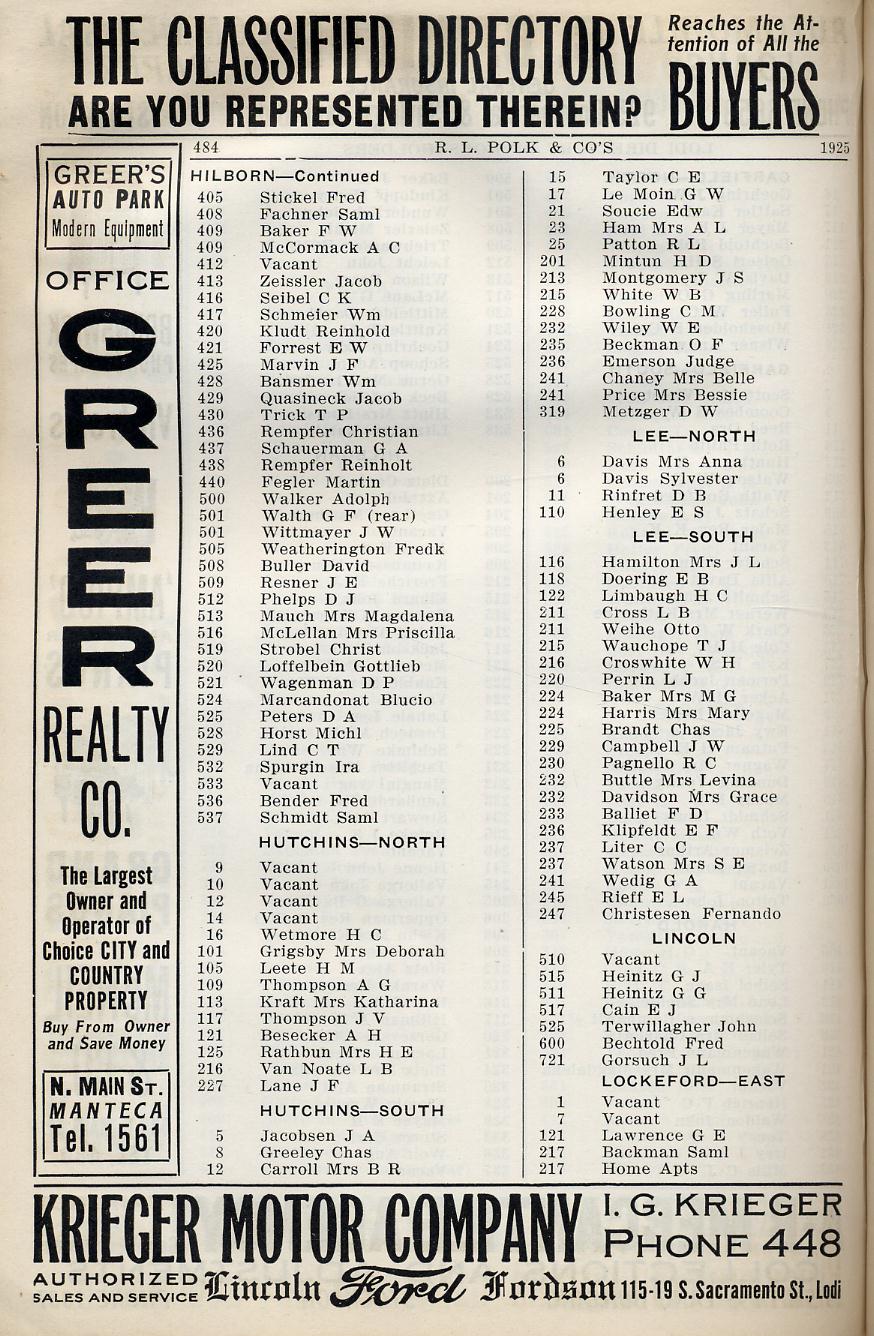 THE CLASSIFIED DIRECTORY
ARE YOU REPRESENTED THEREIN?
Reaches the At-
tention of All the
BUYERS
484 R. L. POLK & CO'S 1925
GREER'S
AUTO PARK
Modern Equipment
OFFICE
GREER
REALTY
CO.
The Largest
Owner and
Operator of
Choice CITY and
COUNTRY
PROPERTY
Buy From Owner
and Save Money
N. MAIN ST.
MANTECA
Tel. 1561
HILBORN—Continued
405 Stickel Fred
408 Fachner Saml
409 Baker F W
409 McCormack A C
412 Vacant
413 Zeissler Jacob
416 Seibel C K
417 Schmeier Wm
420 Kludt Reinhold
421 Forrest E W
425 Marvin J F
428 Bansmer Wm
429 Quasineck Jacob
430 Trick T P
436 Rempfer Christian
437 Schauerman G A
438 Rempfer Reinholt
440 Fegler Martin
500 Walker Adolph
501 Walth G F (rear)
501 Wittmayer J W
505 Weatherington Fredk
508 Buller David
509 Resner J E
512 Phelps D J
513 Mauch Mrs Magdalena
516 McLellan Mrs Priscilla
519 Strobel Christ
520 Loffelbein Gottlieb
521 Wagenman D P
524 Marcandonat Blucio
525 Peters D A
528 Horst Michl
529 Lind C T
532 Spurgin Ira
533 Vacant
536 Bender Fred
537 Schmidt Saml
HUTCHINS—NORTH
9 Vacant
10 Vacant
12 Vacant
14 Vacant
16 Wetmore H C
101 Grigsby Mrs Deborah
105 Leete H M
109 Thompson A G
113 Kraft Mrs Katharina
117 Thompson J V
121 Besecker A H
125 Rathbun Mrs H E
216 Van Noate L B
227 Lane J F
HUTCHINS—SOUTH
5 Jacobsen J A
8 Greeley Chas
12 Carroll Mrs B R
15 Taylor C E
17 Le Moin G W
21 Soucie Edw
23 Ham Mrs A L
25 Patton R L
201 Mintun H D
213 Montgomery J S
215 White W B
228 Bowling C M
232 Wiley W E
235 Beckman O F
236 Emerson Judge
241 Chaney Mrs Belle
241 Price Mrs Bessie
319 Metzger D W
LEE—NORTH
6 Davis Mrs Anna
6 Davis Sylvester
11 Rinfret D B
110 Henley E S
LEE—SOUTH
116 Hamilton Mrs J L
118 Doering E B
122 Limbaugh H C
211 Cross L B
211 Weihe Otto
215 Wauchope T J
216 Croswhite W H
220 Perrin L J
224 Baker Mrs M G
224 Harris Mrs Mary
225 Brandt Chas
229 Campbell J W
230 Pagnello R C
232 Buttle Mrs Levina
232 Davidson Mrs Grace
233 Balliet F D
236 Klipfeldt E F
237 Liter C C
237 Watson Mrs S E
241 Wedig G A
245 Rieff E L
247 Christesen Fernando
LINCOLN
510 Vacant
515 Heinitz G J
511 Heinitz G G
517 Cain E J
525 Terwillagher John
600 Bechtold Fred
721 Gorsuch J L
LOCKEFORD—EAST
1 Vacant
7 Vacant
121 Lawrence G E
217 Backman Saml
217 Home Apts
KRIEGER MOTOR COMPANY
I. G. KRIEGER
PHONE 448
AUTHORIZED
SALES AND SERVICE
Lincoln Ford Fordson 115-19 S. Sacramento St., Lodi